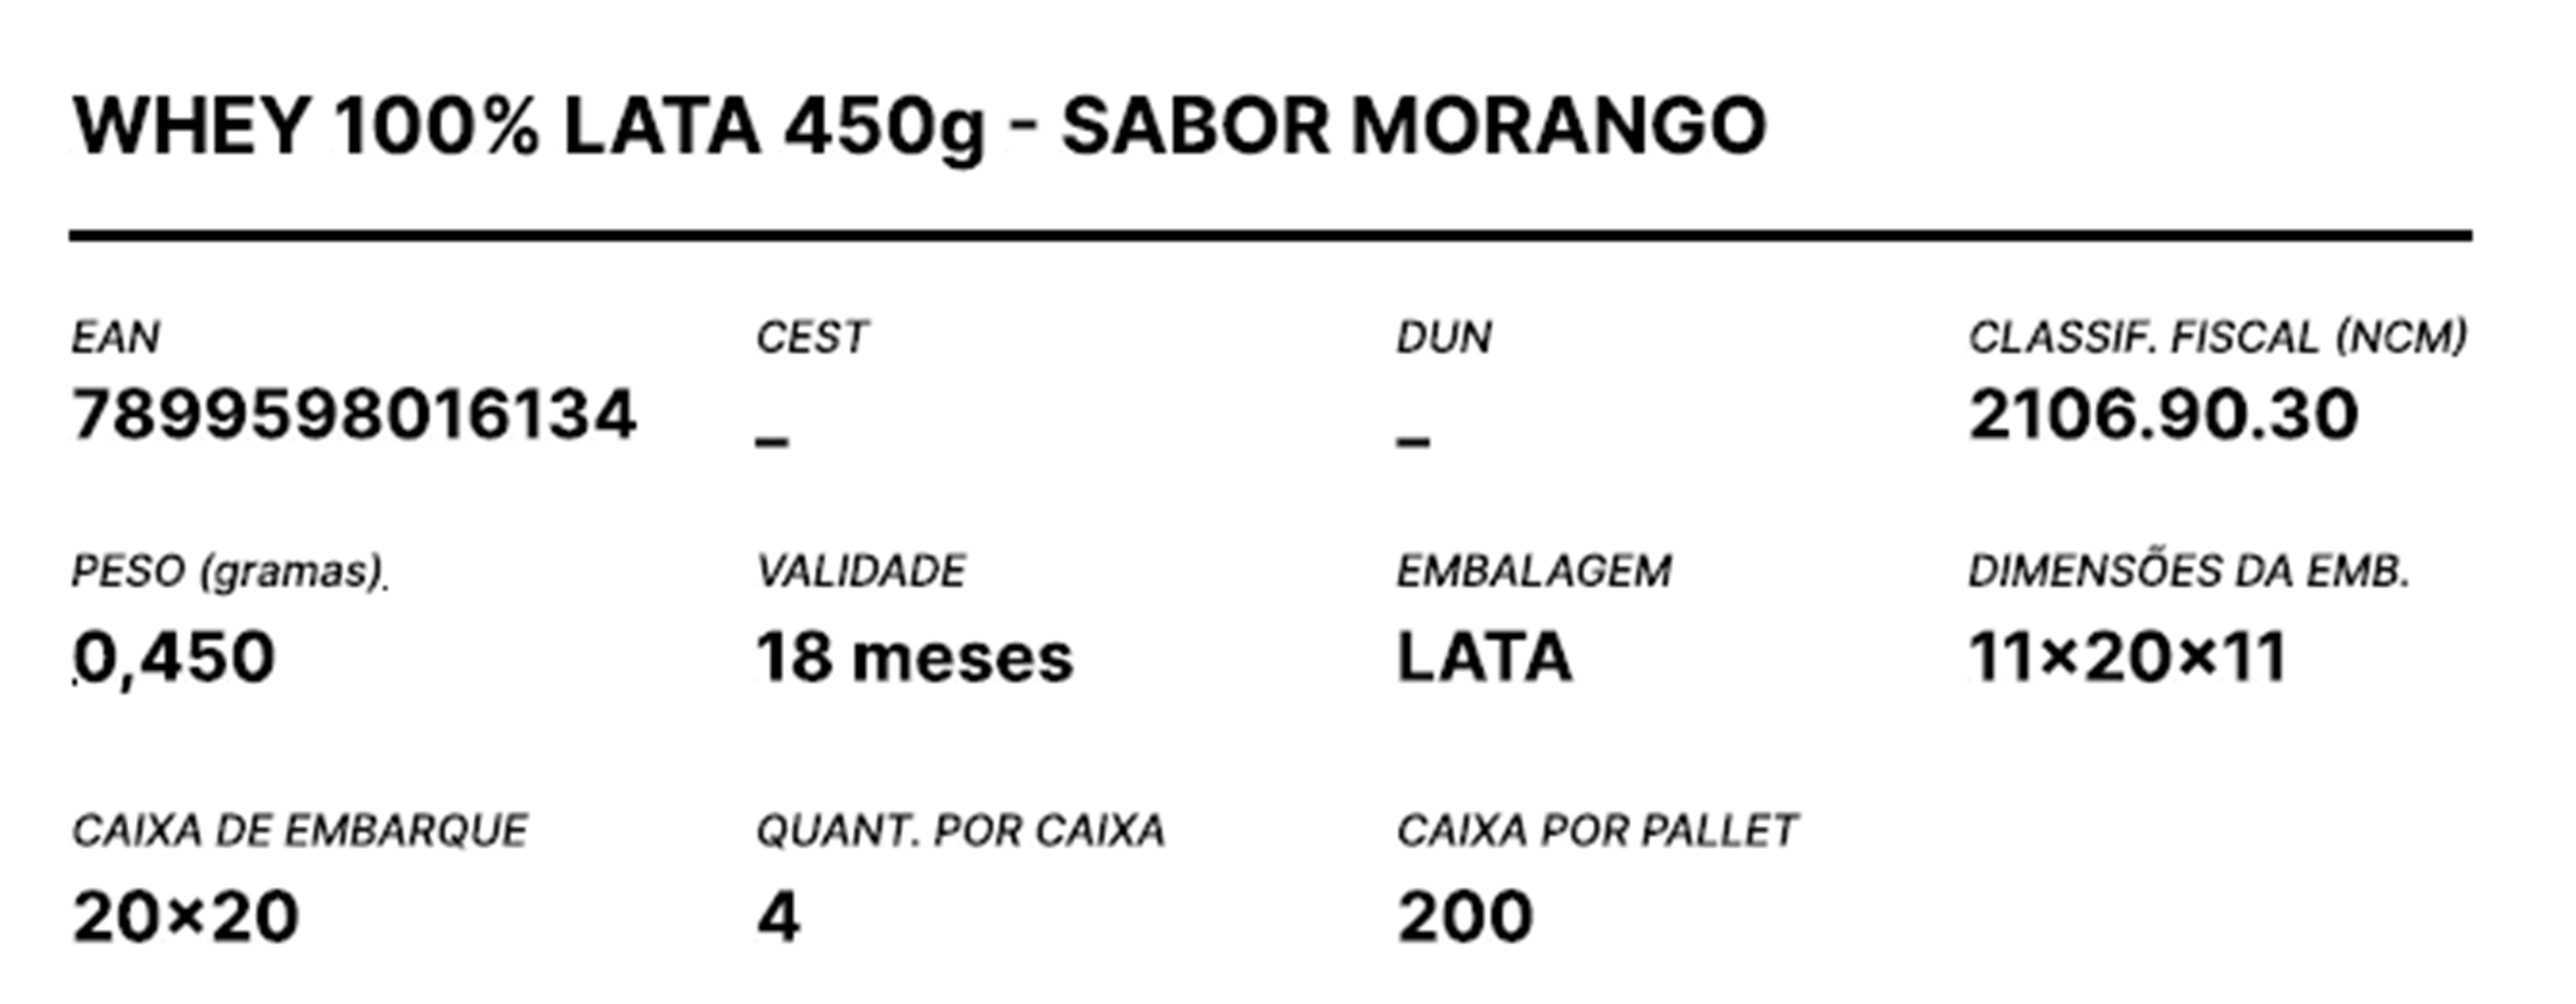 WHEY 100% LATA 450g - SABOR MORANGO
EAN CEST DUN CLASSIF. FISCAL (NCM)
7899598016134 – – 2106.90.30
PESO (gramas). VALIDADE EMBALAGEM DIMENSÕES DA EMB.
0,450 18 meses LATA 11×20×11
CAIXA DE EMBARQUE QUANT. POR CAIXA CAIXA POR PALLET
20×20 4 200